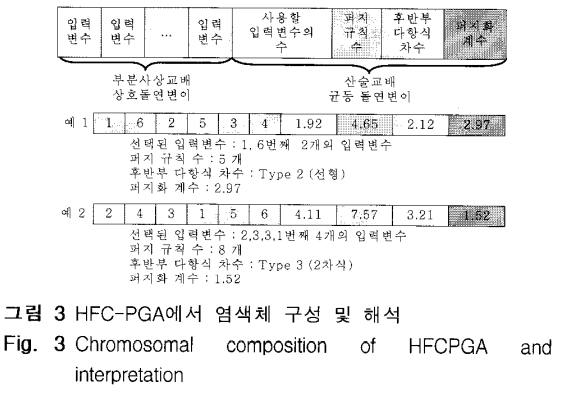 입력 변수 입력 변수 ... 입력 변수 사용할 입력변수의 수 퍼지 규칙 수 후반부 다항식 차수 퍼지화 계수
부분사상교배 상호돌연변이
산술교배 균등 돌연변이
예 1 1 6 2 5 3 4 1.92 4.65 2.12 2.97
선택된 입력변수 : 1, 6번째 2개의 입력변수
퍼지 규칙 수 : 5 개
후반부 다항식 차수 : Type 2 (선형)
퍼지화 계수 : 2.97
예 2 2 4 3 1 5 6 4.11 7.57 3.21 1.52
선택된 입력변수 : 2,3,3,1번째 4개의 입력변수
퍼지 규칙 수 : 8 개
후반부 다항식 차수 : Type 3 (2차식)
퍼지화 계수 : 1.52
그림 3 HFC-PGA에서 염색체 구성 및 해석
Fig. 3 Chromosomal composition of HFCPGA and
interpretation